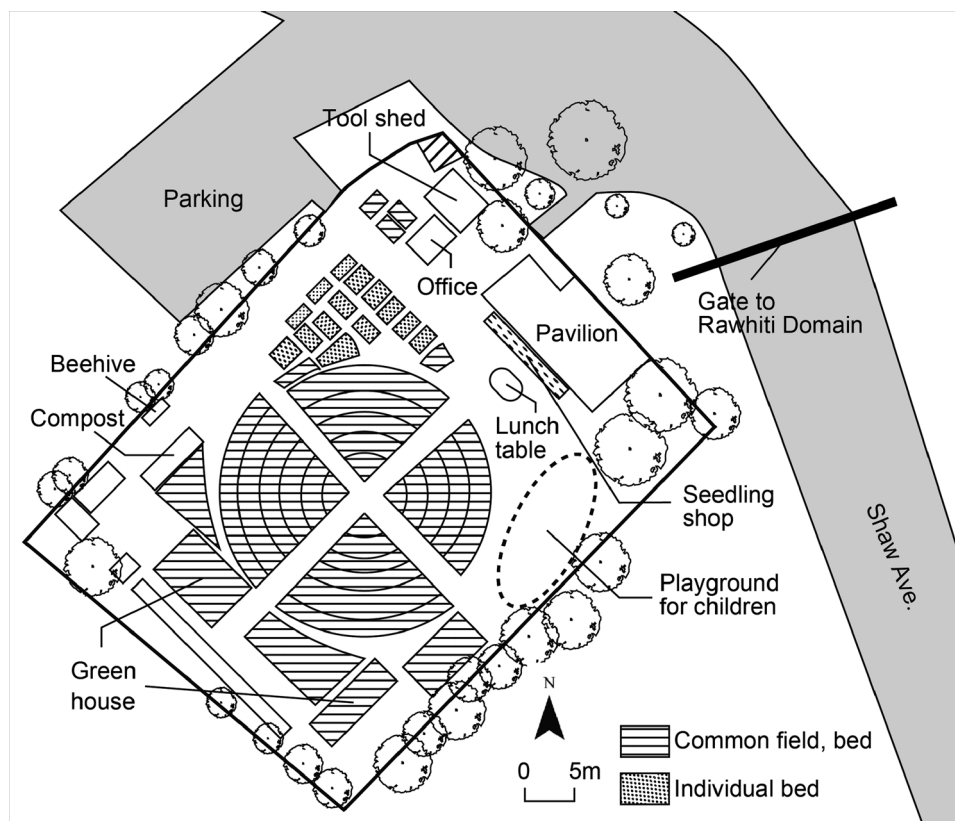 Tool shed
Parking
Office
Gate to
Rawhiti Domain
Pavilion
Beehive
Compost
Lunch
table
Seedling
shop
Shaw Ave.
Playground
for children
Green
house
N
0 5m
Common field, bed
Individual bed